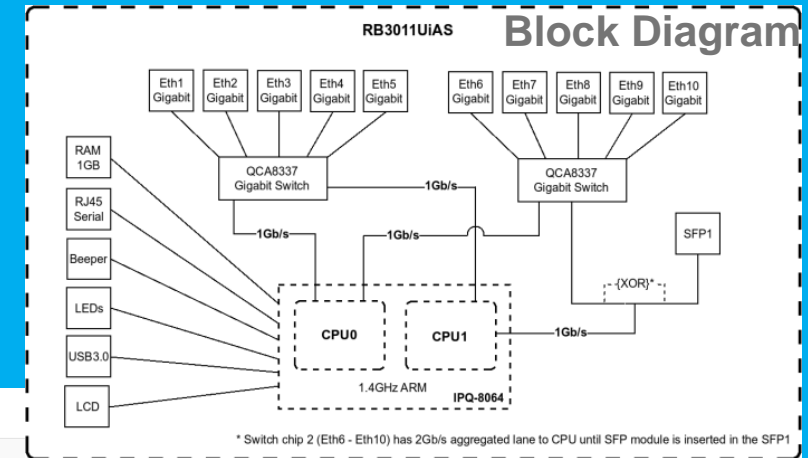 RB3011UiAS
Block Diagram
Eth1
Gigabit
Eth2
Gigabit
Eth3
Gigabit
Eth4
Gigabit
Eth5
Gigabit
Eth6
Gigabit
Eth7
Gigabit
Eth8
Gigabit
Eth9
Gigabit
Eth10
Gigabit
RAM
1GB
QCA8337
Gigabit Switch
QCA8337
Gigabit Switch
1Gb/s
RJ45
Serial
1Gb/s
1Gb/s
SFP1
Beeper
{XOR}*
LEDs
CPU0
CPU1
1Gb/s
USB3.0
1.4GHz ARM
IPQ-8064
LCD
* Switch chip 2 (Eth6 - Eth10) has 2Gb/s aggregated lane to CPU until SFP module is inserted in the SFP1